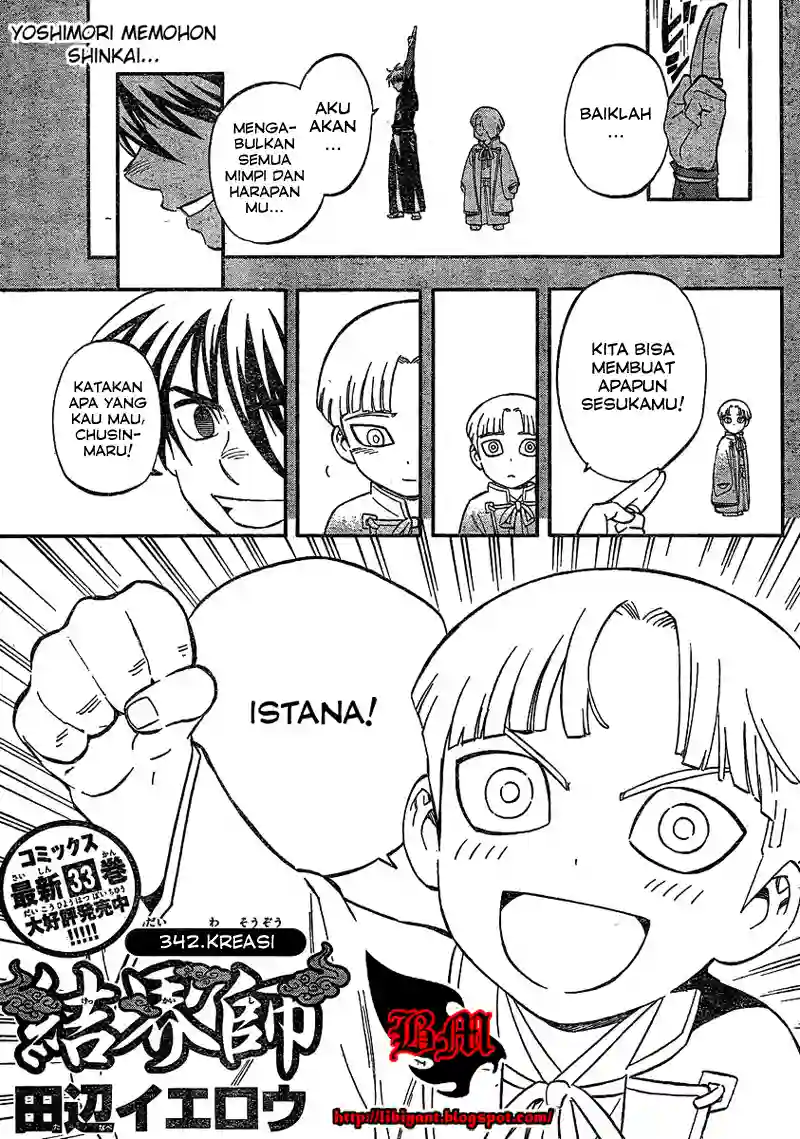 YOSHIMORI MEMOHON
SHINKAI...
BAIKLAH
...
AKU
AKAN
...
MENGA-
BULKAN
SEMUA
MIMPI DAN
HARAPAN
MU...
KITA BISA
MEMBUAT
APAPUN
SESUKAMU!
KATAKAN
APA YANG
KAU MAU,
CHUSIN-
MARU!
ISTANA!
コミックス
最新33巻
大好評発売中
!!!!!
342.KREASI
結界師
田辺イエロウ
BM
http://libiyant.blogspot.com